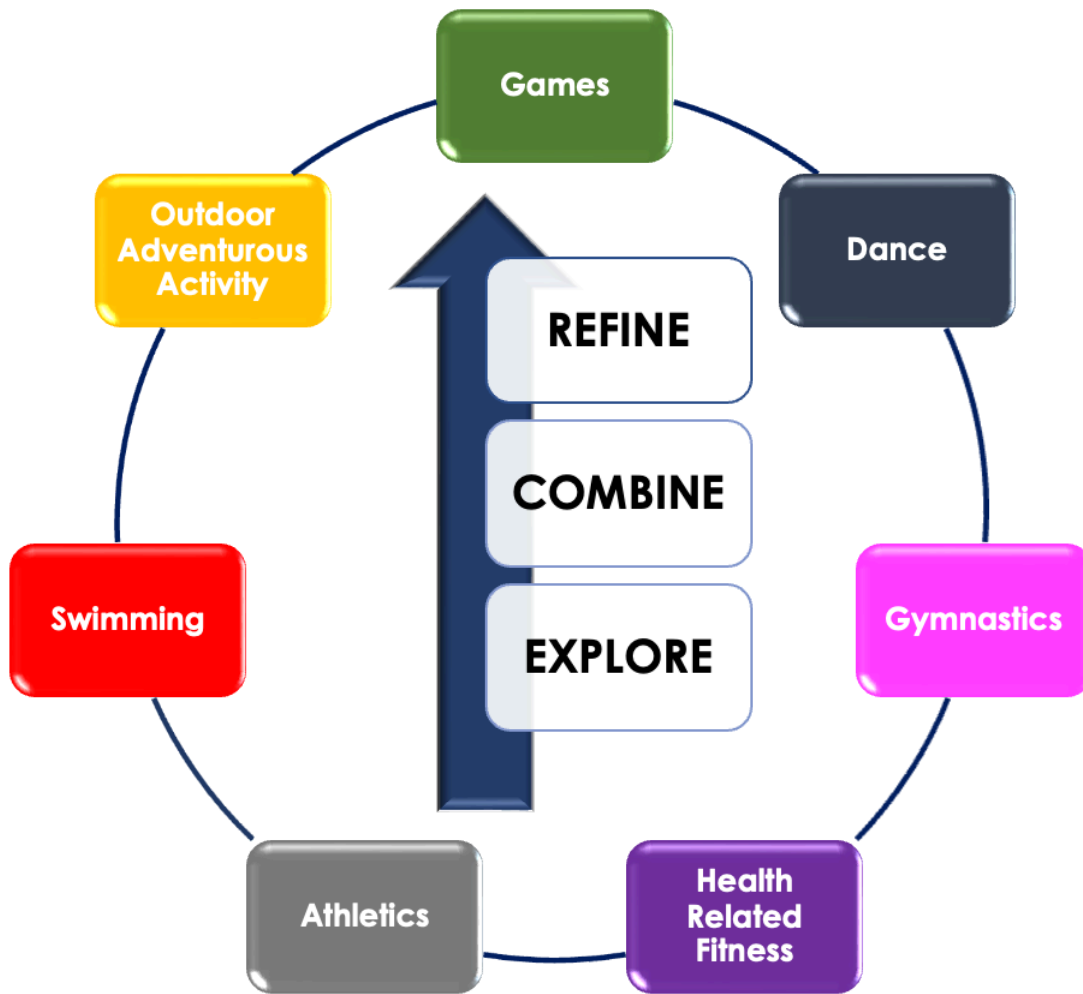 Games
Outdoor
Adventurous
Activity
Dance
REFINE
COMBINE
Swimming
Gymnastics
EXPLORE
Athletics
Health
Related
Fitness